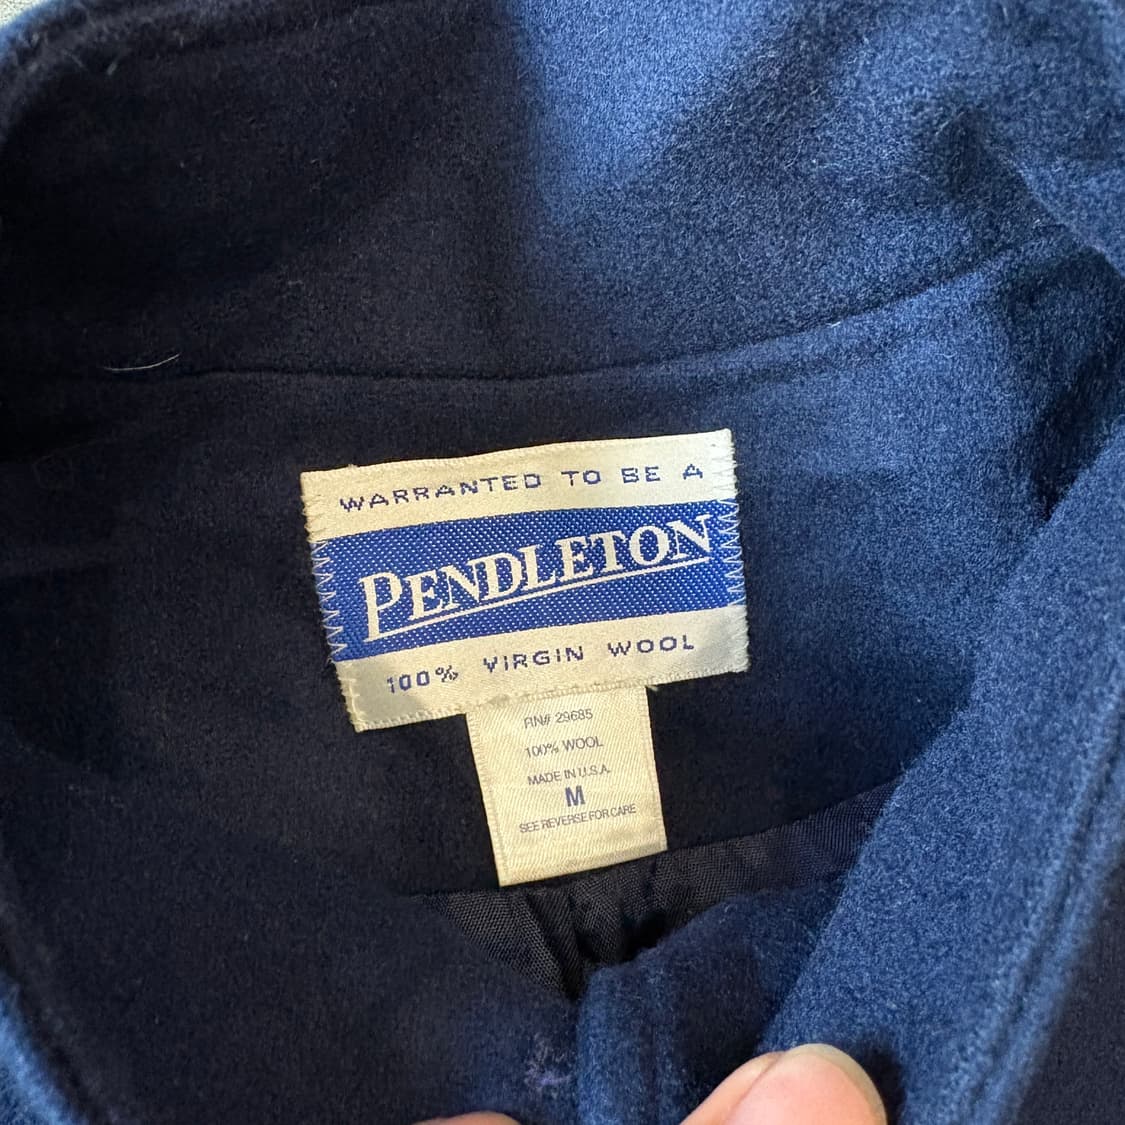 WARRANTED TO BE A
PENDLETON
100% VIRGIN WOOL
RN# 29685
100% WOOL
MADE IN U.S.A.
M
SEE REVERSE FOR CARE